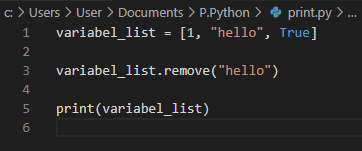 c: > Users > User > Documents > P.Python > print.py > ...
1 variabel_list = [1, "hello", True]
2
3 variabel_list.remove("hello")
4
5 print(variabel_list)
6